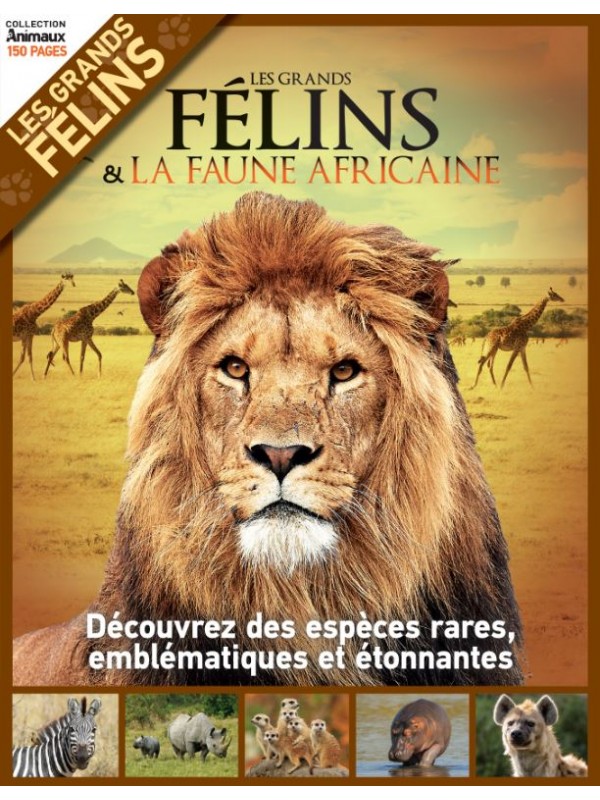 COLLECTION
Animaux
150 PAGES
LES GRANDS
FÉLINS
LES GRANDS
FÉLINS
& LA FAUNE AFRICAINE
Découvrez des espèces rares,
emblématiques et étonnantes